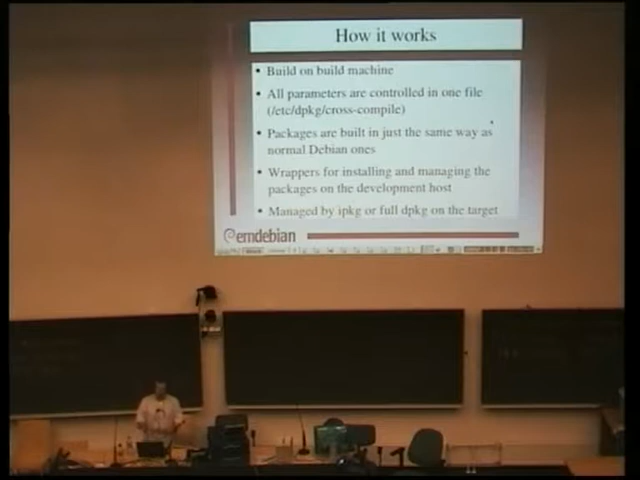 How it works
• Build on build machine
• All parameters are controlled in one file
(/etc/dpkg/cross-compile)
• Packages are built in just the same way as
normal Debian ones
• Wrappers for installing and managing the
packages on the development host
• Managed by ipkg or full dpkg on the target
emdebian